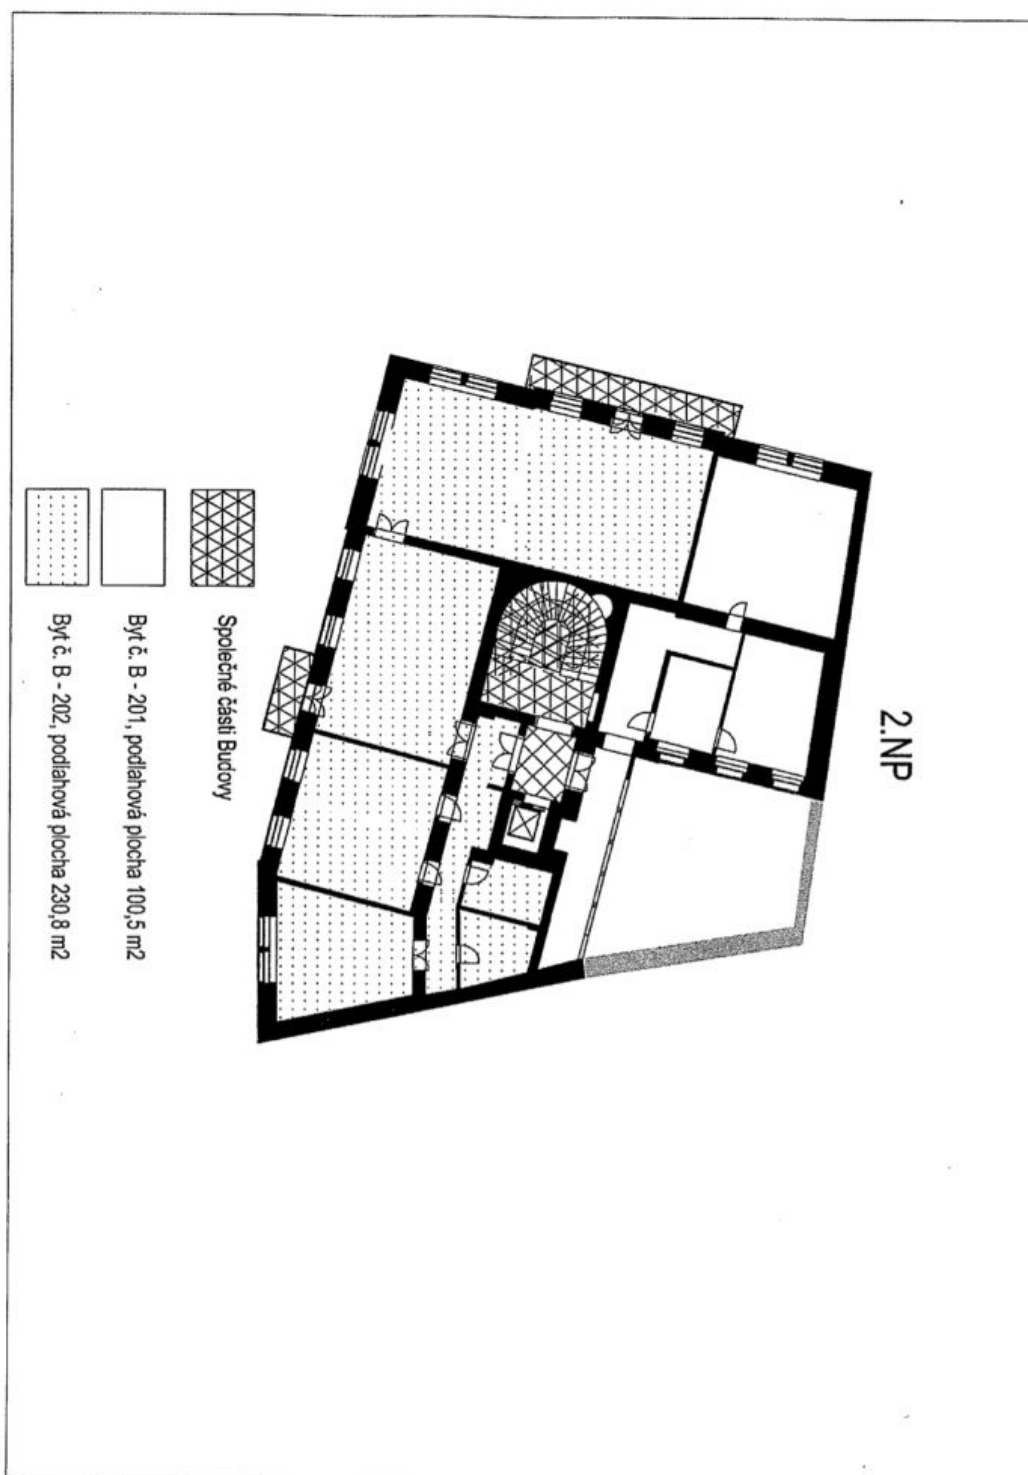 2.NP
Společné části Budovy
Byt č. B - 201, podlahová plocha 100,5 m2
Byt č. B - 202, podlahová plocha 230,8 m2